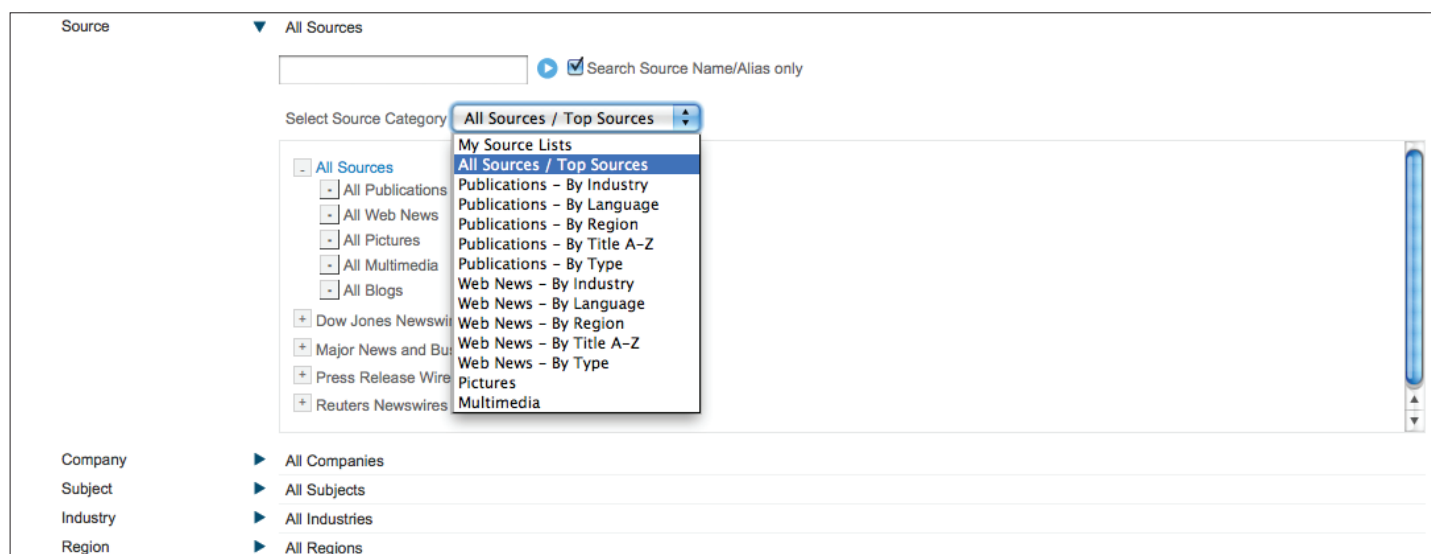 Source All Sources
Search Source Name/Alias only
Select Source Category All Sources / Top Sources
My Source Lists
All Sources / Top Sources
Publications – By Industry
Publications – By Language
Publications – By Region
Publications – By Title A–Z
Publications – By Type
Web News – By Industry
Web News – By Language
Web News – By Region
Web News – By Title A–Z
Web News – By Type
Pictures
Multimedia
All Sources
All Publications
All Web News
All Pictures
All Multimedia
All Blogs
Dow Jones Newswi
Major News and Bu
Press Release Wire
Reuters Newswires
Company All Companies
Subject All Subjects
Industry All Industries
Region All Regions